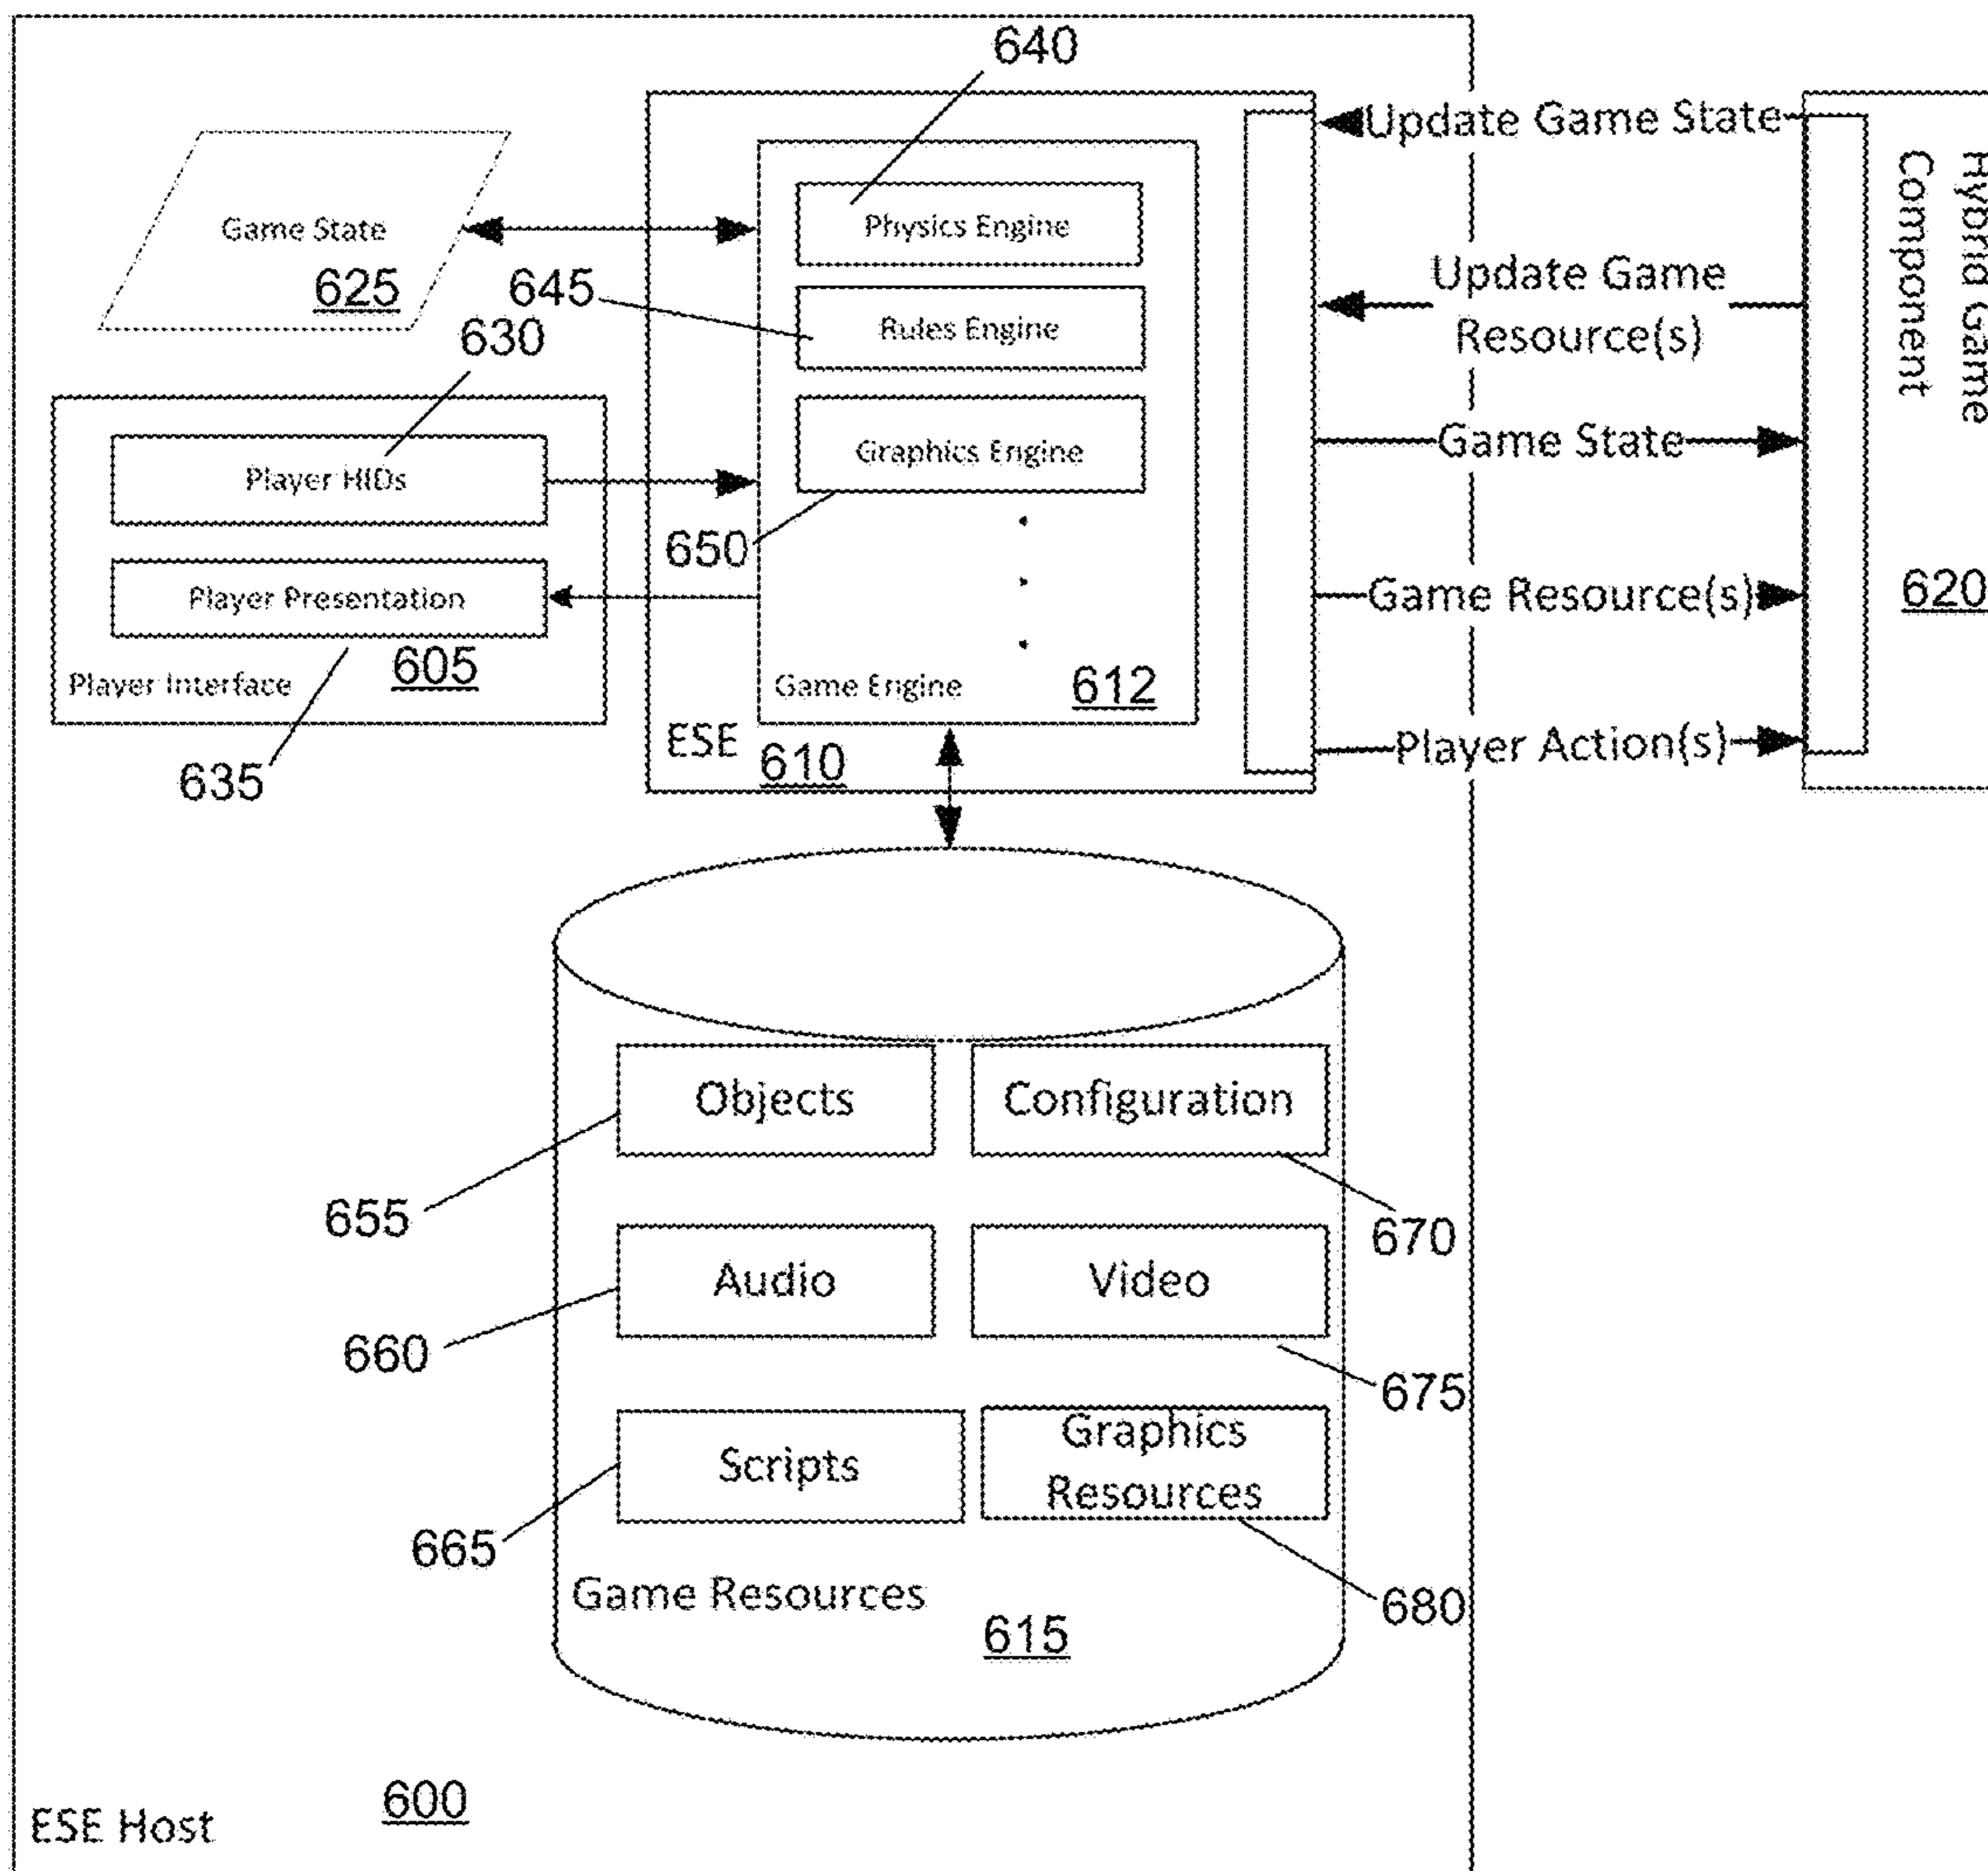 640
Update Game State
Game State
625
Physics Engine
645
Rules Engine
Update Game
Resource(s)
Hybrid Game
Component
630
Player HIDs
Graphics Engine
Game State
650
Player Presentation
Game Resource(s)
620
605
Player Interface
Game Engine
612
635
ESE
610
Player Action(s)
Objects
Configuration
655
670
Audio
Video
660
675
Scripts
Graphics
Resources
665
680
Game Resources
615
600
ESE Host